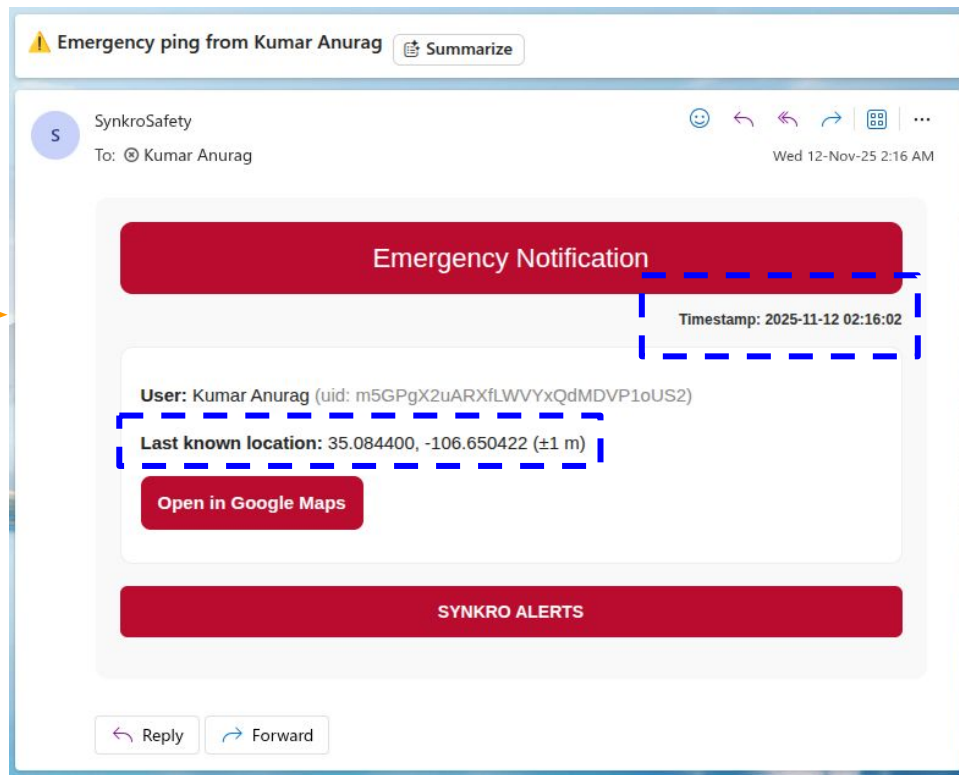 ⚠️ Emergency ping from Kumar Anurag Summarize
S
SynkroSafety
To: Kumar Anurag
Wed 12-Nov-25 2:16 AM
Emergency Notification
Timestamp: 2025-11-12 02:16:02
User: Kumar Anurag (uid: m5GPgX2uARXfLWVYxQdMDVP1oUS2)
Last known location: 35.084400, -106.650422 (±1 m)
Open in Google Maps
SYNKRO ALERTS
Reply Forward